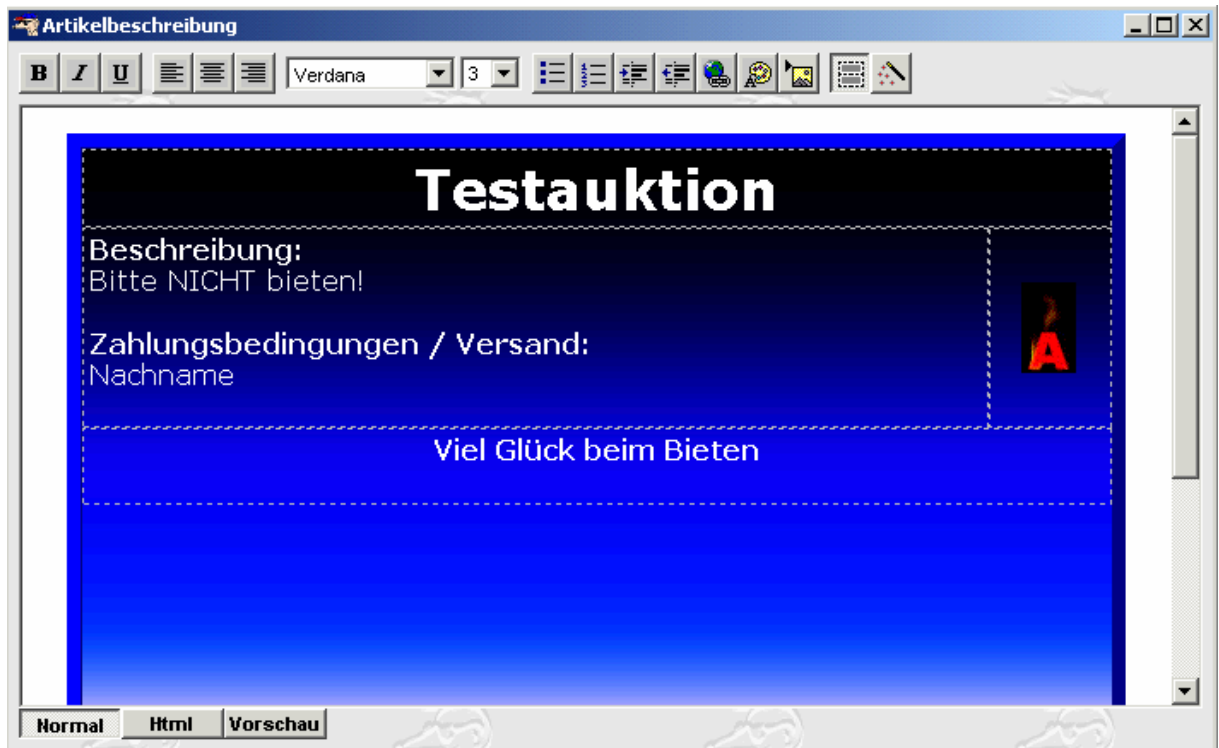 Artikelbeschreibung
B I U Verdana 3
Testauktion
Beschreibung:
Bitte NICHT bieten!
Zahlungsbedingungen / Versand:
Nachname
A
Viel Glück beim Bieten
Normal Html Vorschau